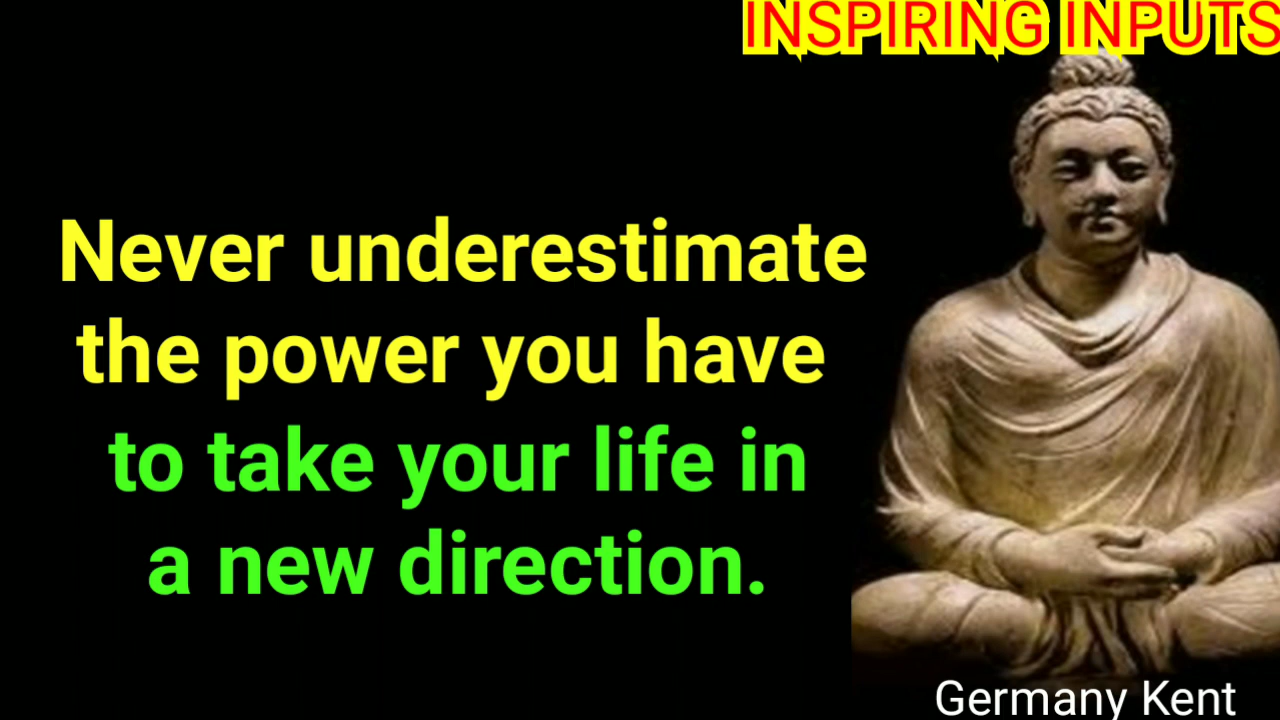 INSPIRING INPUTS
Never underestimate
the power you have
to take your life in
a new direction.
Germany Kent